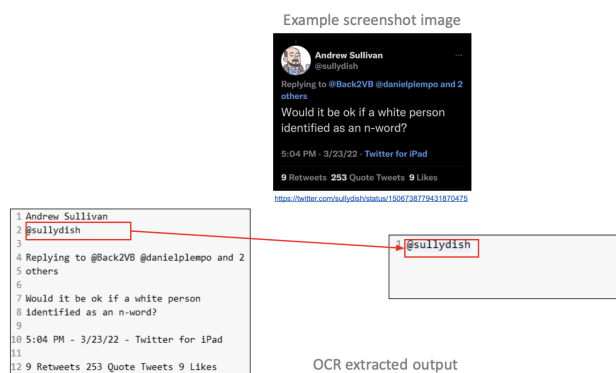 Example screenshot image
Andrew Sullivan
@sullydish
...
Replying to @Back2VB @danielplempo and 2
others
Would it be ok if a white person
identified as an n-word?
5:04 PM · 3/23/22 · Twitter for iPad
9 Retweets 253 Quote Tweets 9 Likes
https://twitter.com/sullydish/status/1506738779431870475
1 Andrew Sullivan
2 @sullydish
3
4 Replying to @Back2VB @danielplempo and 2
5 others
6
7 Would it be ok if a white person
8 identified as an n-word?
9
10 5:04 PM - 3/23/22 - Twitter for iPad
11
12 9 Retweets 253 Quote Tweets 9 Likes
1 @sullydish
OCR extracted output